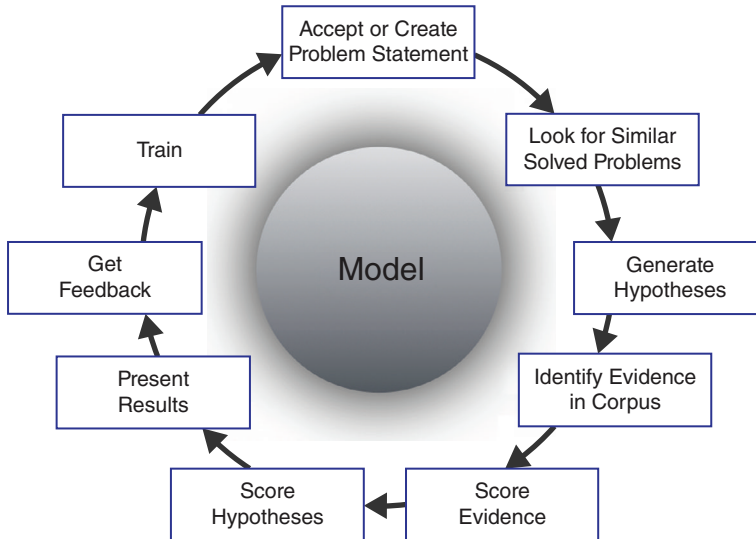 Accept or Create
Problem Statement
Look for Similar
Solved Problems
Generate
Hypotheses
Identify Evidence
in Corpus
Score
Evidence
Score
Hypotheses
Present
Results
Get
Feedback
Train
Model